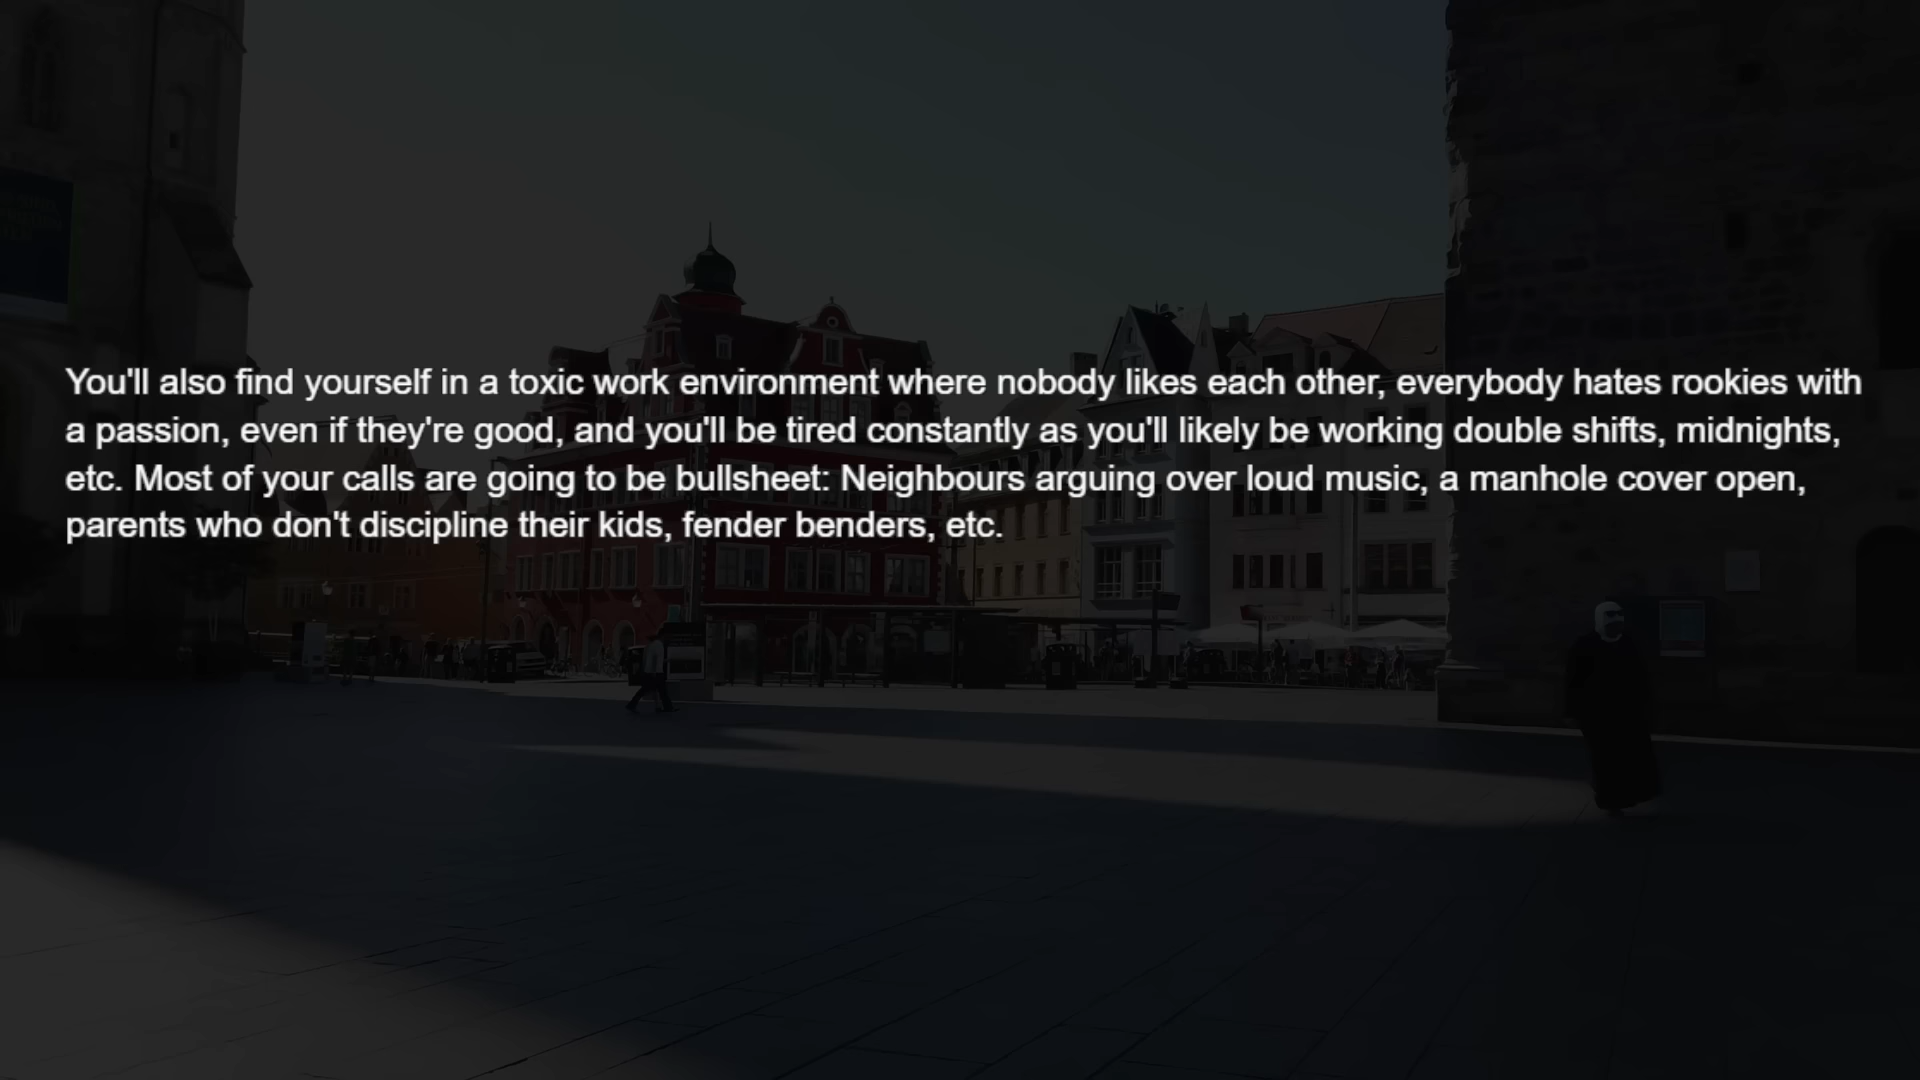 You'll also find yourself in a toxic work environment where nobody likes each other, everybody hates rookies with
a passion, even if they're good, and you'll be tired constantly as you'll likely be working double shifts, midnights,
etc. Most of your calls are going to be bullsheet: Neighbours arguing over loud music, a manhole cover open,
parents who don't discipline their kids, fender benders, etc.